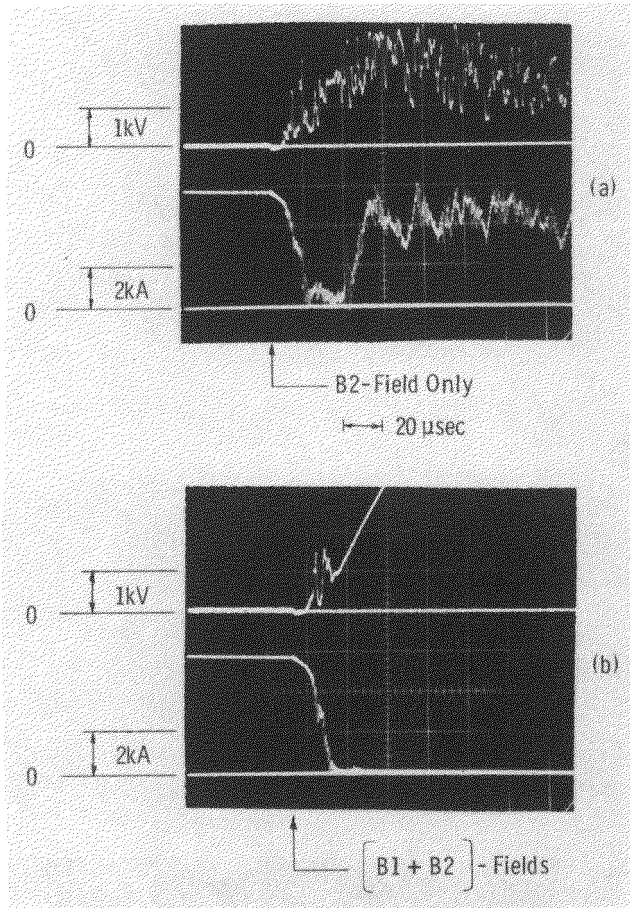 1kV
0
(a)
2kA
0
B2-Field Only
20 µsec
1kV
0
(b)
2kA
0
[B1 + B2] - Fields